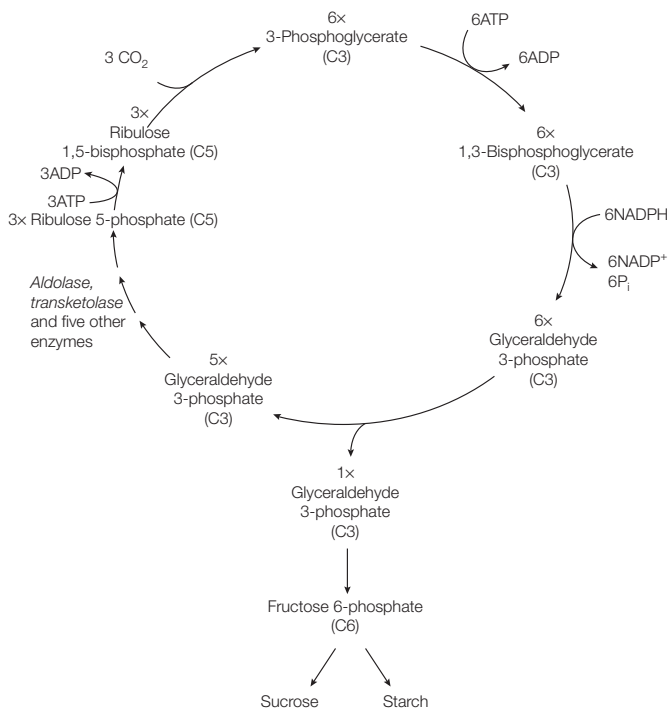 6×
3-Phosphoglycerate
(C3)
6ATP
6ADP
3 CO₂
3×
Ribulose
1,5-bisphosphate (C5)
6×
1,3-Bisphosphoglycerate
(C3)
3ADP
3ATP
3× Ribulose 5-phosphate (C5)
6NADPH
6NADP⁺
6Pᵢ
Aldolase,
transketolase
and five other
enzymes
6×
Glyceraldehyde
3-phosphate
(C3)
5×
Glyceraldehyde
3-phosphate
(C3)
1×
Glyceraldehyde
3-phosphate
(C3)
Fructose 6-phosphate
(C6)
Sucrose
Starch